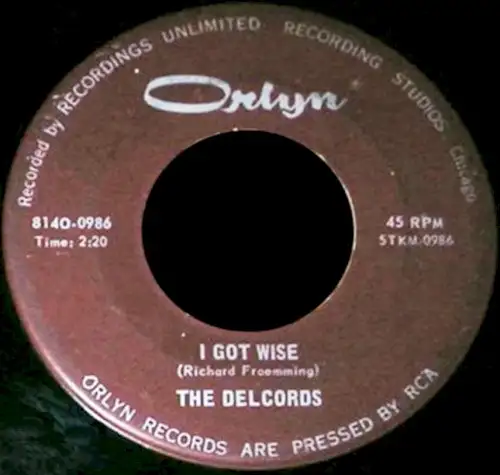 Recorded by RECORDINGS UNLIMITED RECORDING STUDIOS Chicago
Orlyn
8140-0986
Time: 2:20
45 RPM
5TKM-0986
I GOT WISE
(Richard Froemming)
THE DELCORDS
ORLYN RECORDS ARE PRESSED BY RCA